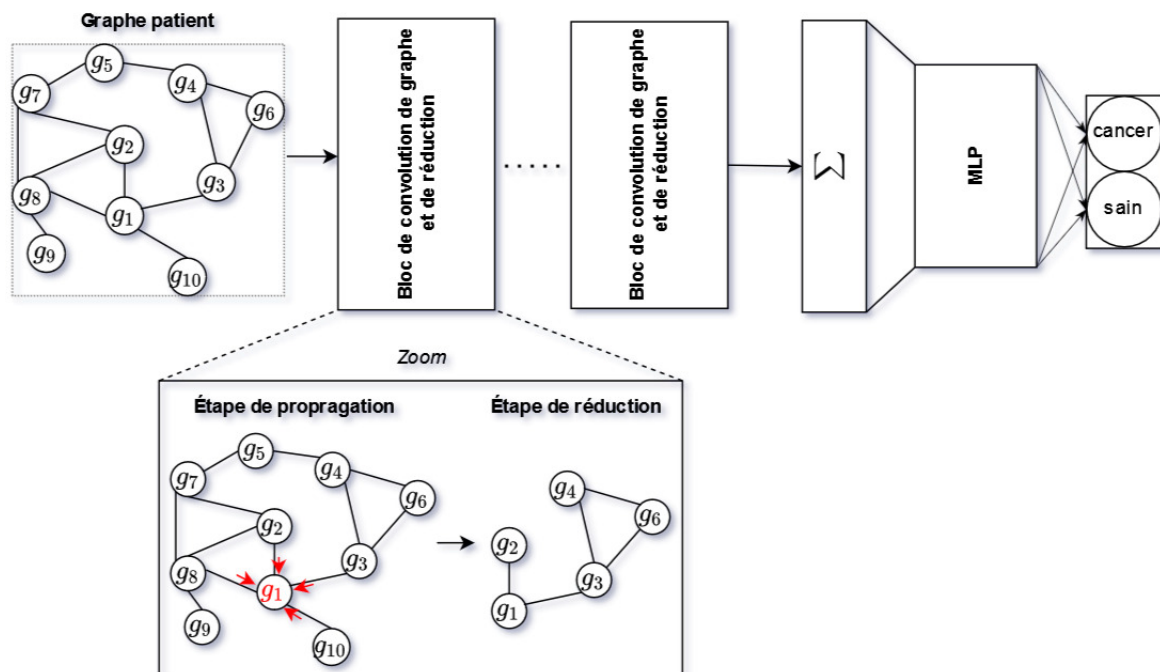 Graphe patient
g5
g7
g4
g6
g2
g3
g8
g1
g9
g10
Bloc de convolution de graphe
et de réduction
.....
Bloc de convolution de graphe
et de réduction
Σ
MLP
cancer
sain
Zoom
Étape de propragation
Étape de réduction
g5
g7
g4
g6
g2
g3
g8
g1
g9
g10
g4
g6
g2
g3
g1